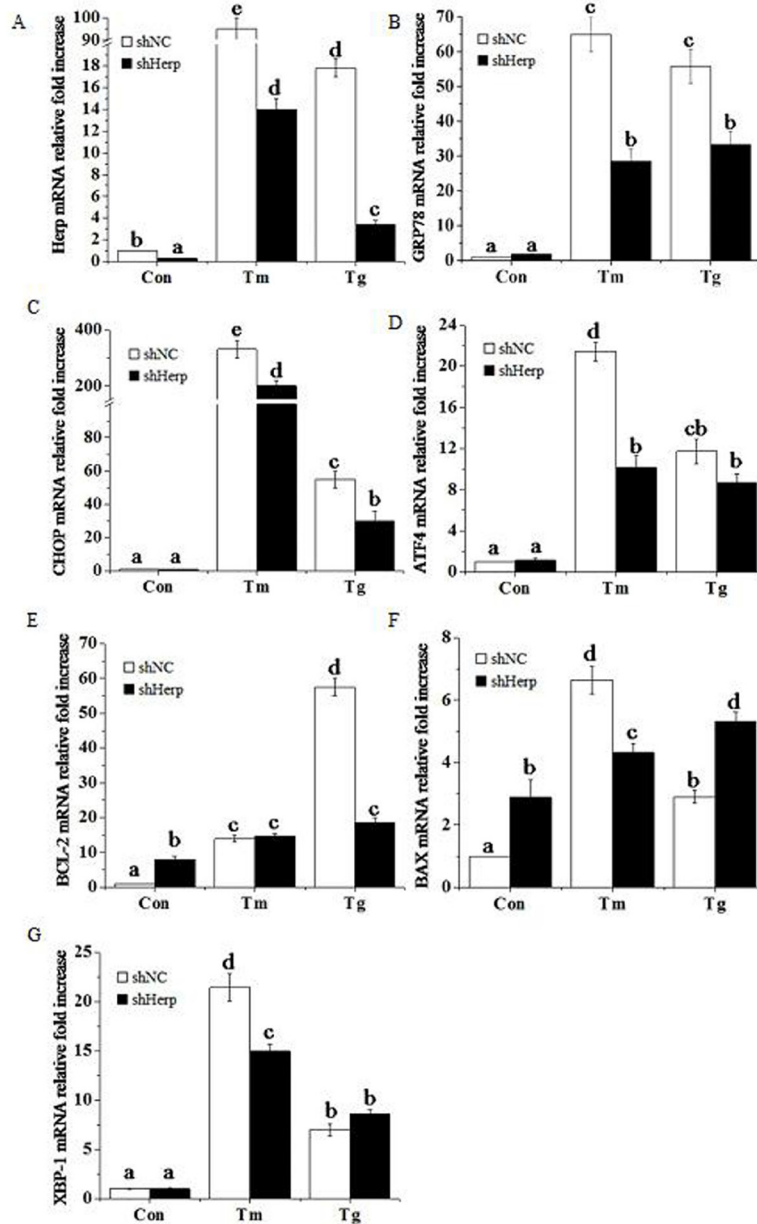 A
Herp mRNA relative fold increase
100
90
18
16
14
12
10
8
6
4
2
0
shNC
shHerp
b
a
e
d
d
c
Con
Tm
Tg
B
GRP78 mRNA relative fold increase
70
60
50
40
30
20
10
0
shNC
shHerp
a
a
c
b
c
b
Con
Tm
Tg
C
CHOP mRNA relative fold increase
400
200
80
60
40
20
0
shNC
shHerp
a
a
e
d
c
b
Con
Tm
Tg
D
ATF4 mRNA relative fold increase
24
20
16
12
8
4
0
shNC
shHerp
a
a
d
b
cb
b
Con
Tm
Tg
E
BCL-2 mRNA relative fold increase
70
60
50
40
30
20
10
0
shNC
shHerp
a
b
c
c
d
c
Con
Tm
Tg
F
BAX mRNA relative fold increase
8
6
4
2
0
shNC
shHerp
a
b
d
c
b
d
Con
Tm
Tg
G
XBP-1 mRNA relative fold increase
25
20
15
10
5
0
shNC
shHerp
a
a
d
c
b
b
Con
Tm
Tg